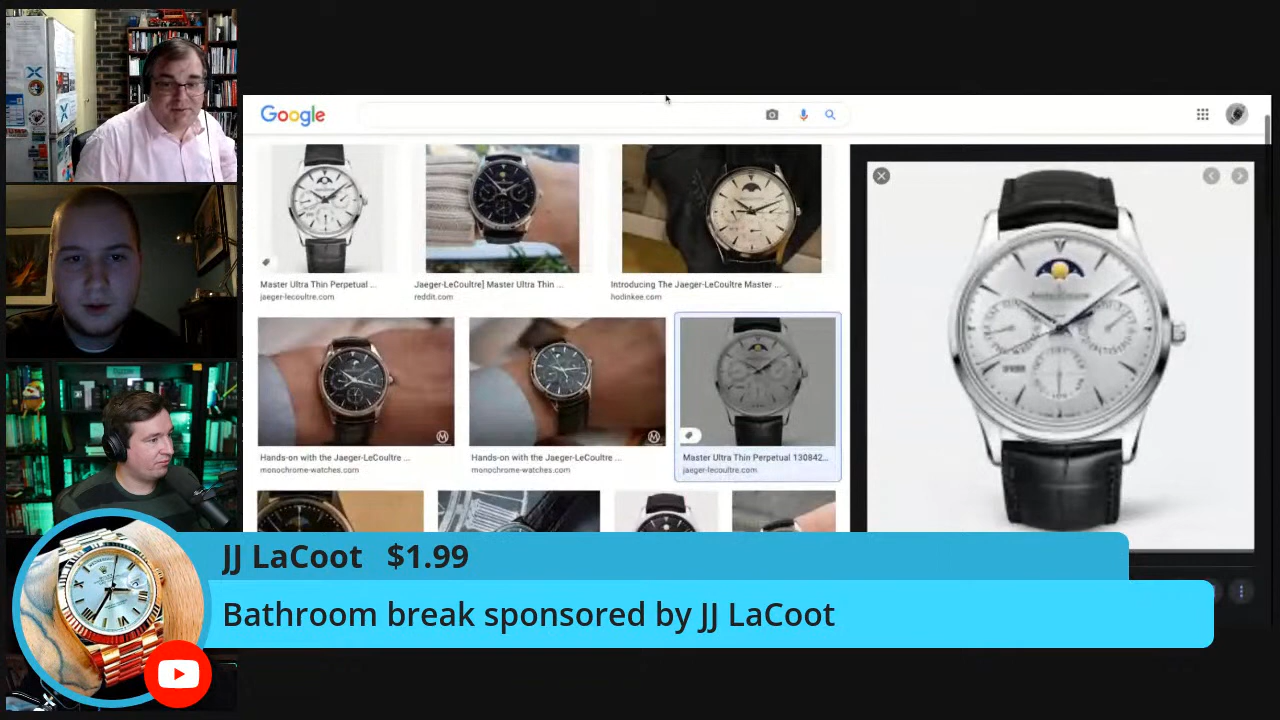 Google
Master Ultra Thin Perpetual ...
jaeger-lecoultre.com
Jaeger-LeCoultre] Master Ultra Thin ...
reddit.com
Introducing The Jaeger-LeCoultre Master ...
hodinkee.com
Hands-on with the Jaeger-LeCoultre ...
monochrome-watches.com
Hands-on with the Jaeger-LeCoultre ...
monochrome-watches.com
Master Ultra Thin Perpetual 130842...
jaeger-lecoultre.com
JJ LaCoot $1.99
Bathroom break sponsored by JJ LaCoot